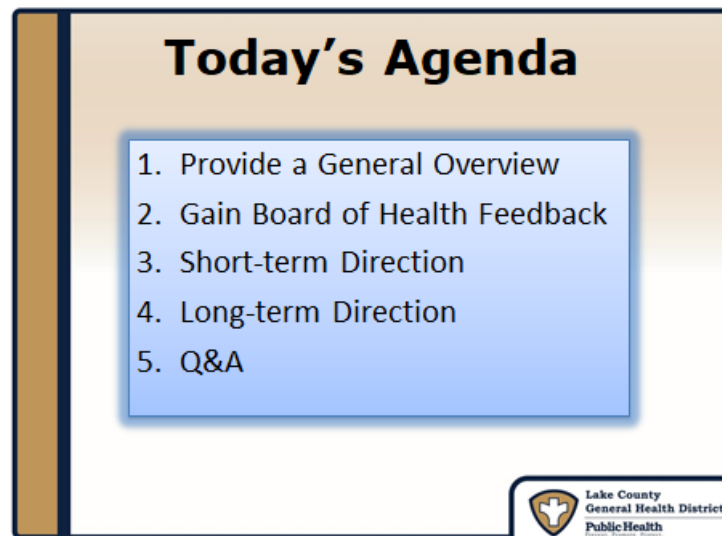 Today's Agenda
1. Provide a General Overview
2. Gain Board of Health Feedback
3. Short-term Direction
4. Long-term Direction
5. Q&A
Lake County
General Health District
Public Health